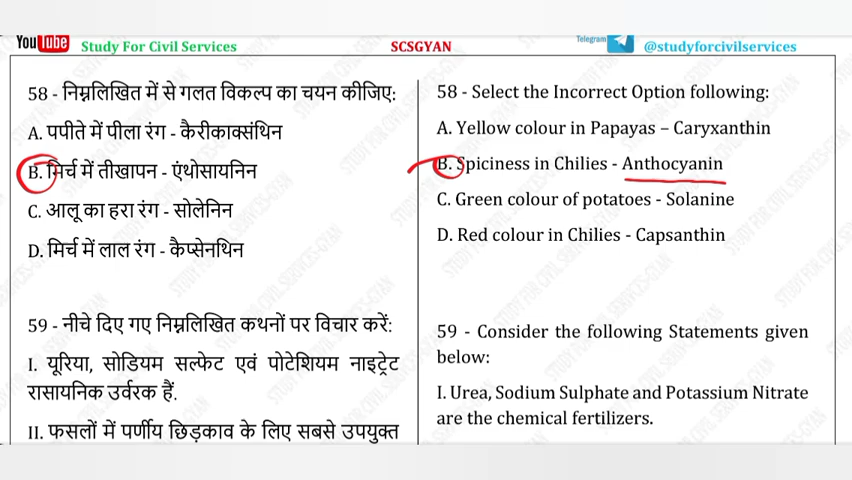 YouTube Study For Civil Services SCSGYAN Telegram @studyforcivilservices
58 - निम्नलिखित में से गलत विकल्प का चयन कीजिए:
A. पपीते में पीला रंग - कैरीकाक्संथिन
B. मिर्च में तीखापन - एंथोसायनिन
C. आलू का हरा रंग - सोलेनिन
D. मिर्च में लाल रंग - कैप्सेनथिन
59 - नीचे दिए गए निम्नलिखित कथनों पर विचार करें:
I. यूरिया, सोडियम सल्फेट एवं पोटेशियम नाइट्रेट
रासायनिक उर्वरक हैं.
II. फसलों में पर्णीय छिड़काव के लिए सबसे उपयुक्त
58 - Select the Incorrect Option following:
A. Yellow colour in Papayas – Caryxanthin
B. Spiciness in Chilies - Anthocyanin
C. Green colour of potatoes - Solanine
D. Red colour in Chilies - Capsanthin
59 - Consider the following Statements given
below:
I. Urea, Sodium Sulphate and Potassium Nitrate
are the chemical fertilizers.